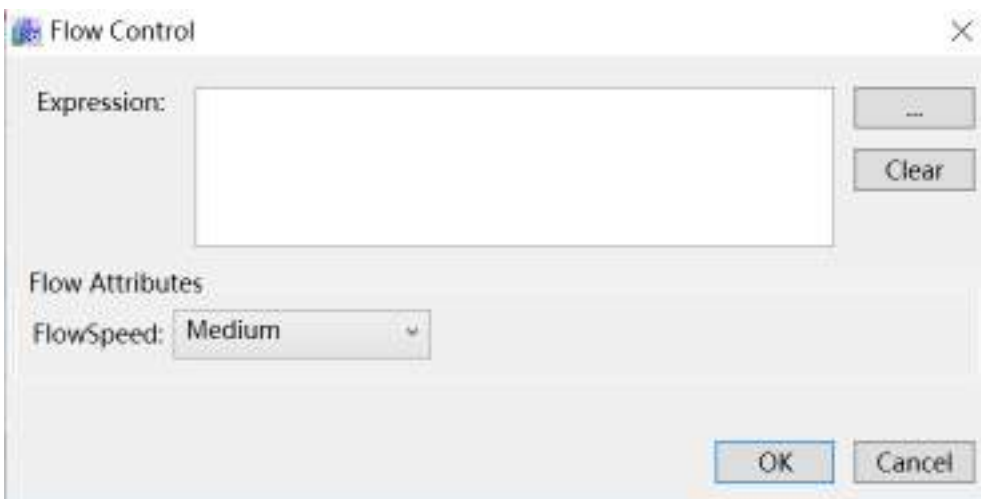 Flow Control
Expression:
...
Clear
Flow Attributes
FlowSpeed: Medium
OK Cancel